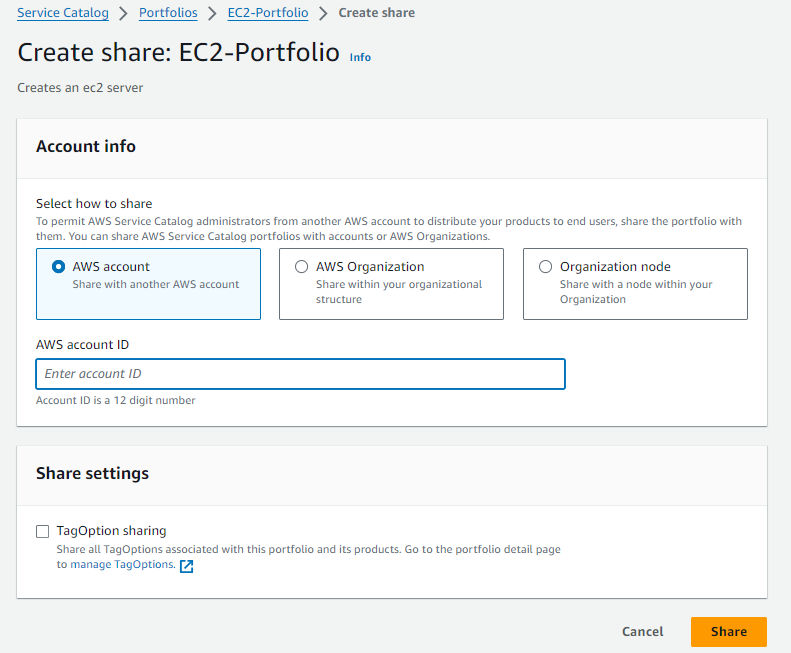 Service Catalog > Portfolios > EC2-Portfolio > Create share
Create share: EC2-Portfolio Info
Creates an ec2 server
Account info
Select how to share
To permit AWS Service Catalog administrators from another AWS account to distribute your products to end users, share the portfolio with
them. You can share AWS Service Catalog portfolios with accounts or AWS Organizations.
AWS account
Share with another AWS account
AWS Organization
Share within your organizational
structure
Organization node
Share with a node within your
Organization
AWS account ID
Enter account ID
Account ID is a 12 digit number
Share settings
TagOption sharing
Share all TagOptions associated with this portfolio and its products. Go to the portfolio detail page
to manage TagOptions.
Cancel Share